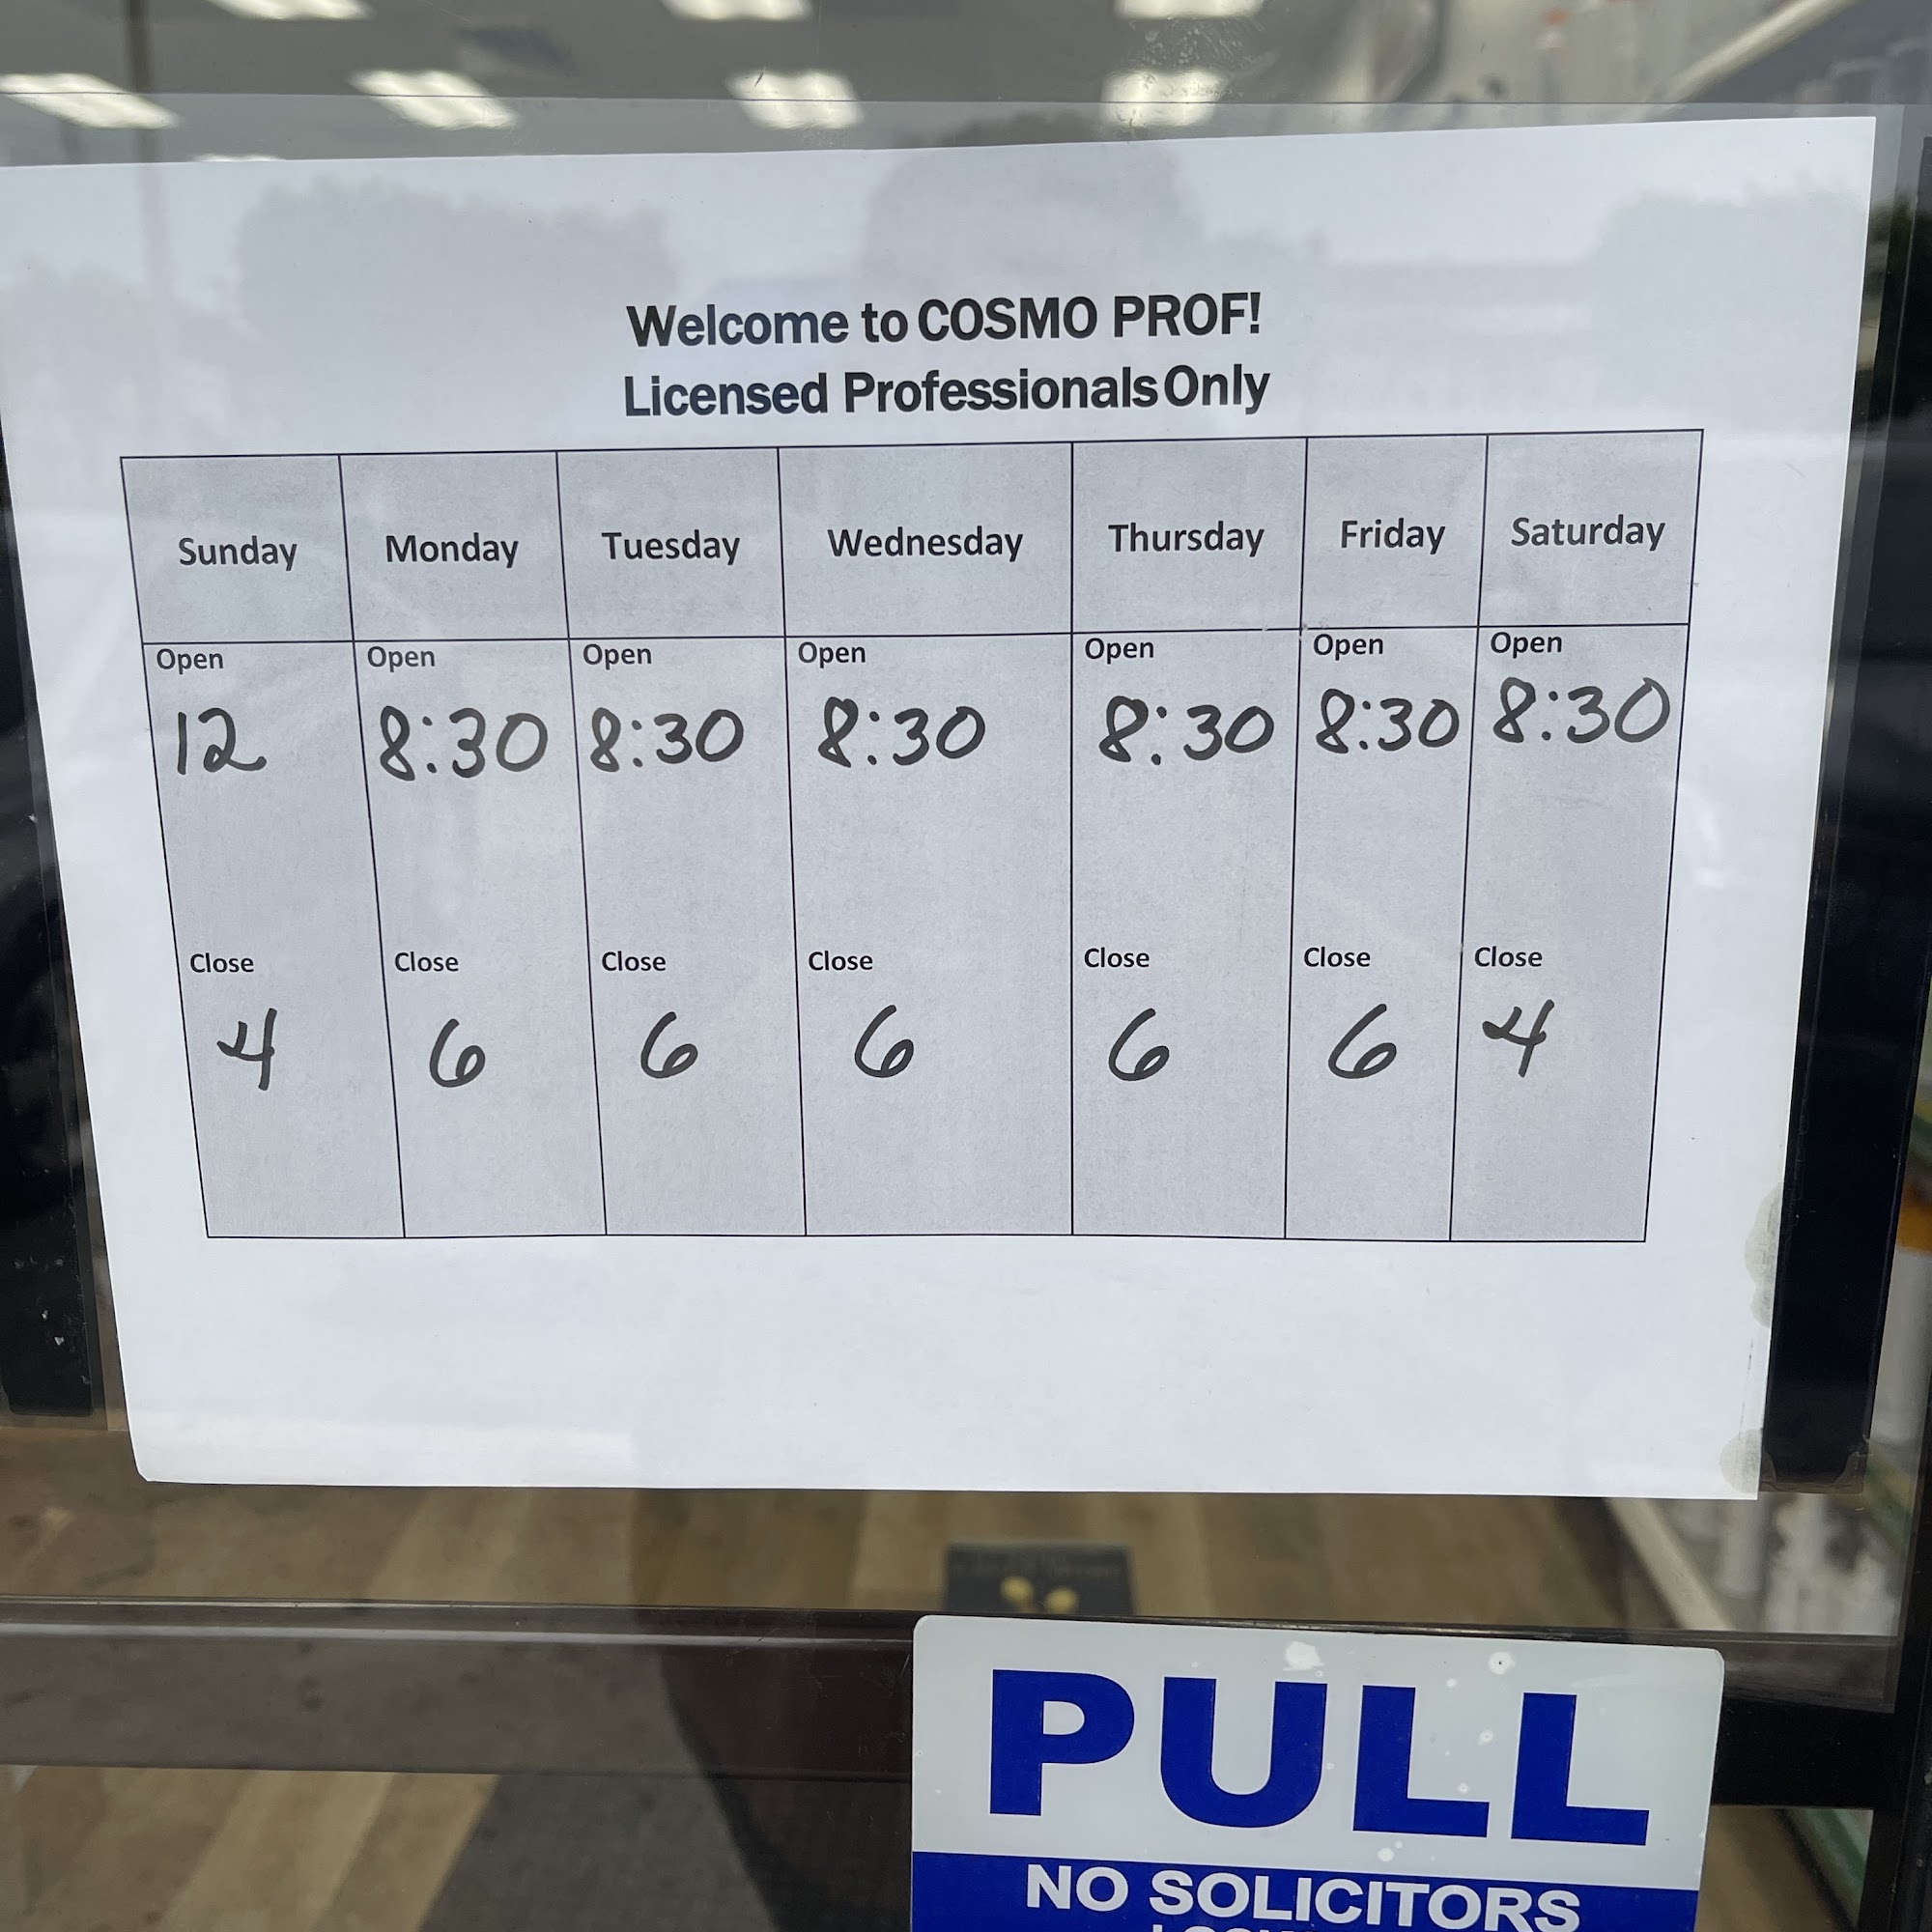 Welcome to COSMO PROF!
Licensed Professionals Only
Sunday Monday Tuesday Wednesday Thursday Friday Saturday
Open Open Open Open Open Open Open
12 8:30 8:30 8:30 8:30 8:30 8:30
Close Close Close Close Close Close Close
4 6 6 6 6 6 4
PULL
NO SOLICITORS